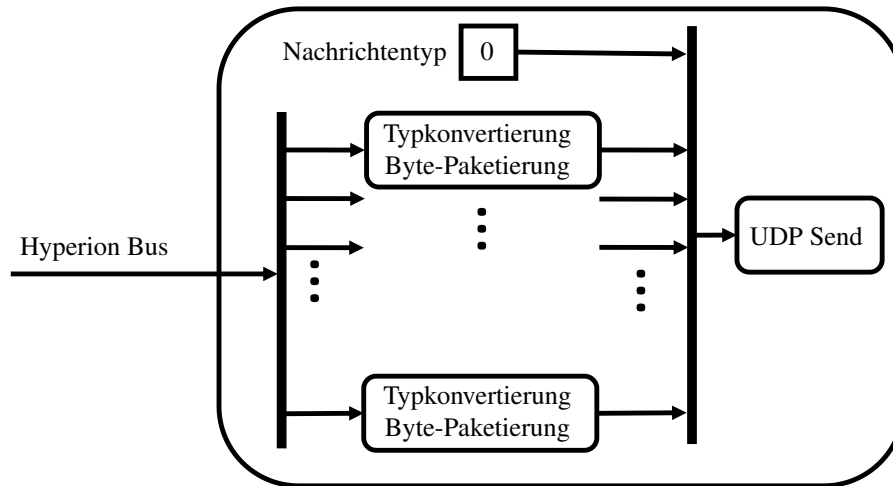 Nachrichtentyp 0
Typkonvertierung
Byte-Paketierung
Hyperion Bus
UDP Send
Typkonvertierung
Byte-Paketierung